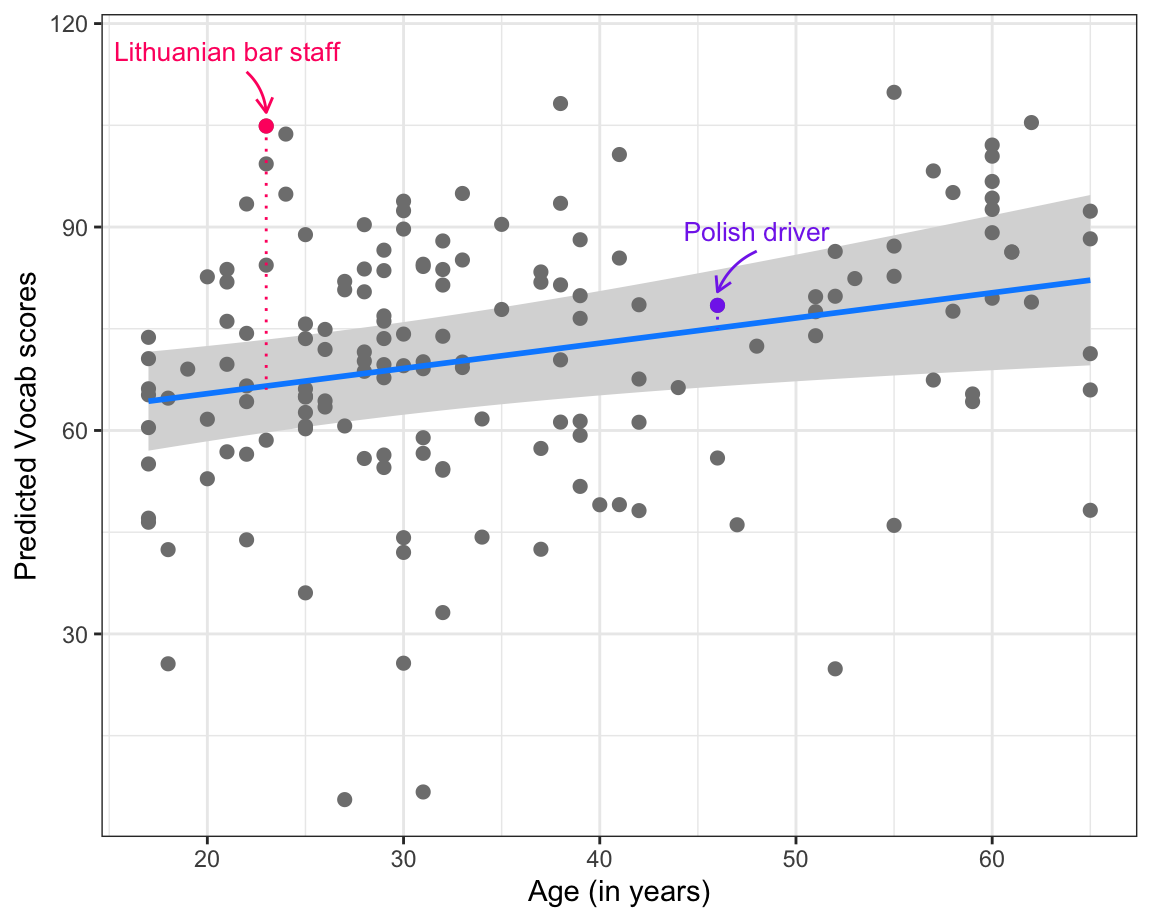 120
Lithuanian bar staff
Polish driver
90
60
30
Predicted Vocab scores
20 30 40 50 60
Age (in years)